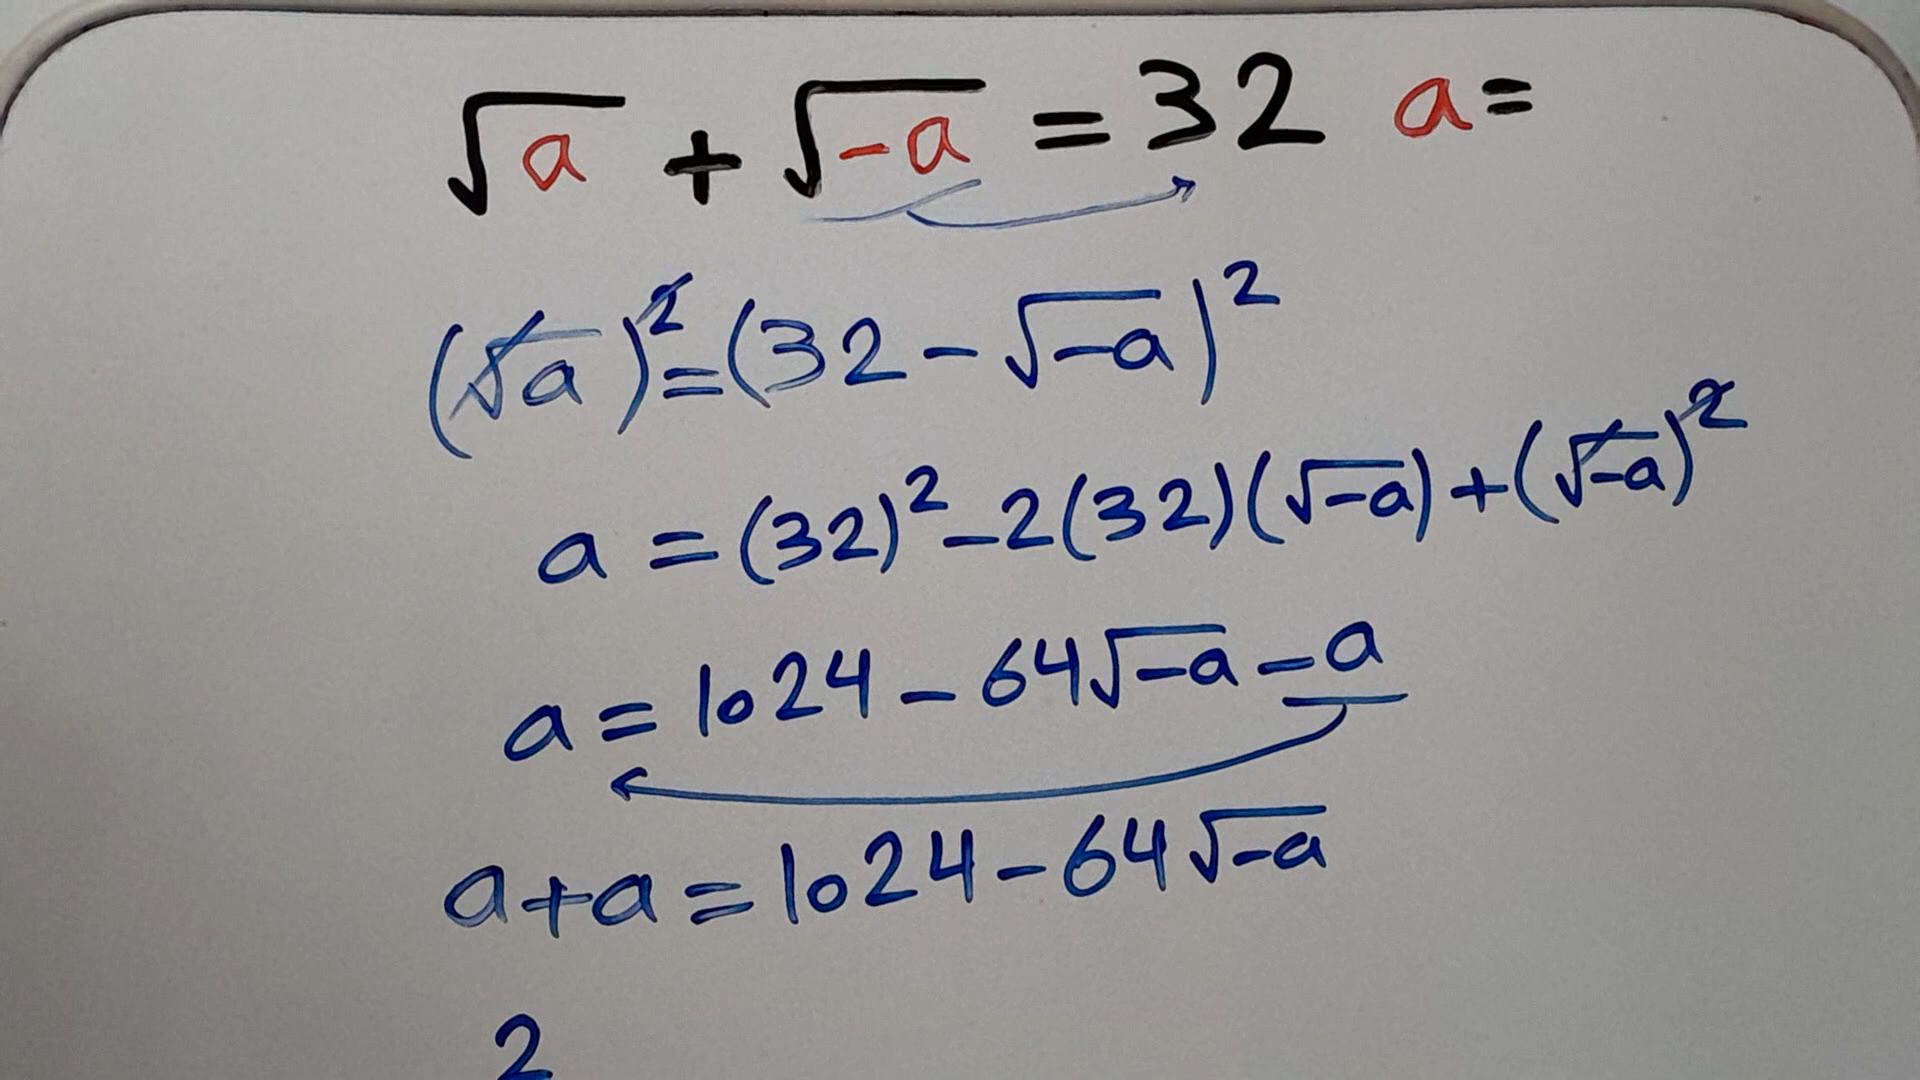 √a + √-a = 32 a=
(√a)² = (32 - √-a)²
a = (32)² - 2(32)(√-a) + (√-a)²
a = 1024 - 64√-a - a
a + a = 1024 - 64√-a
2